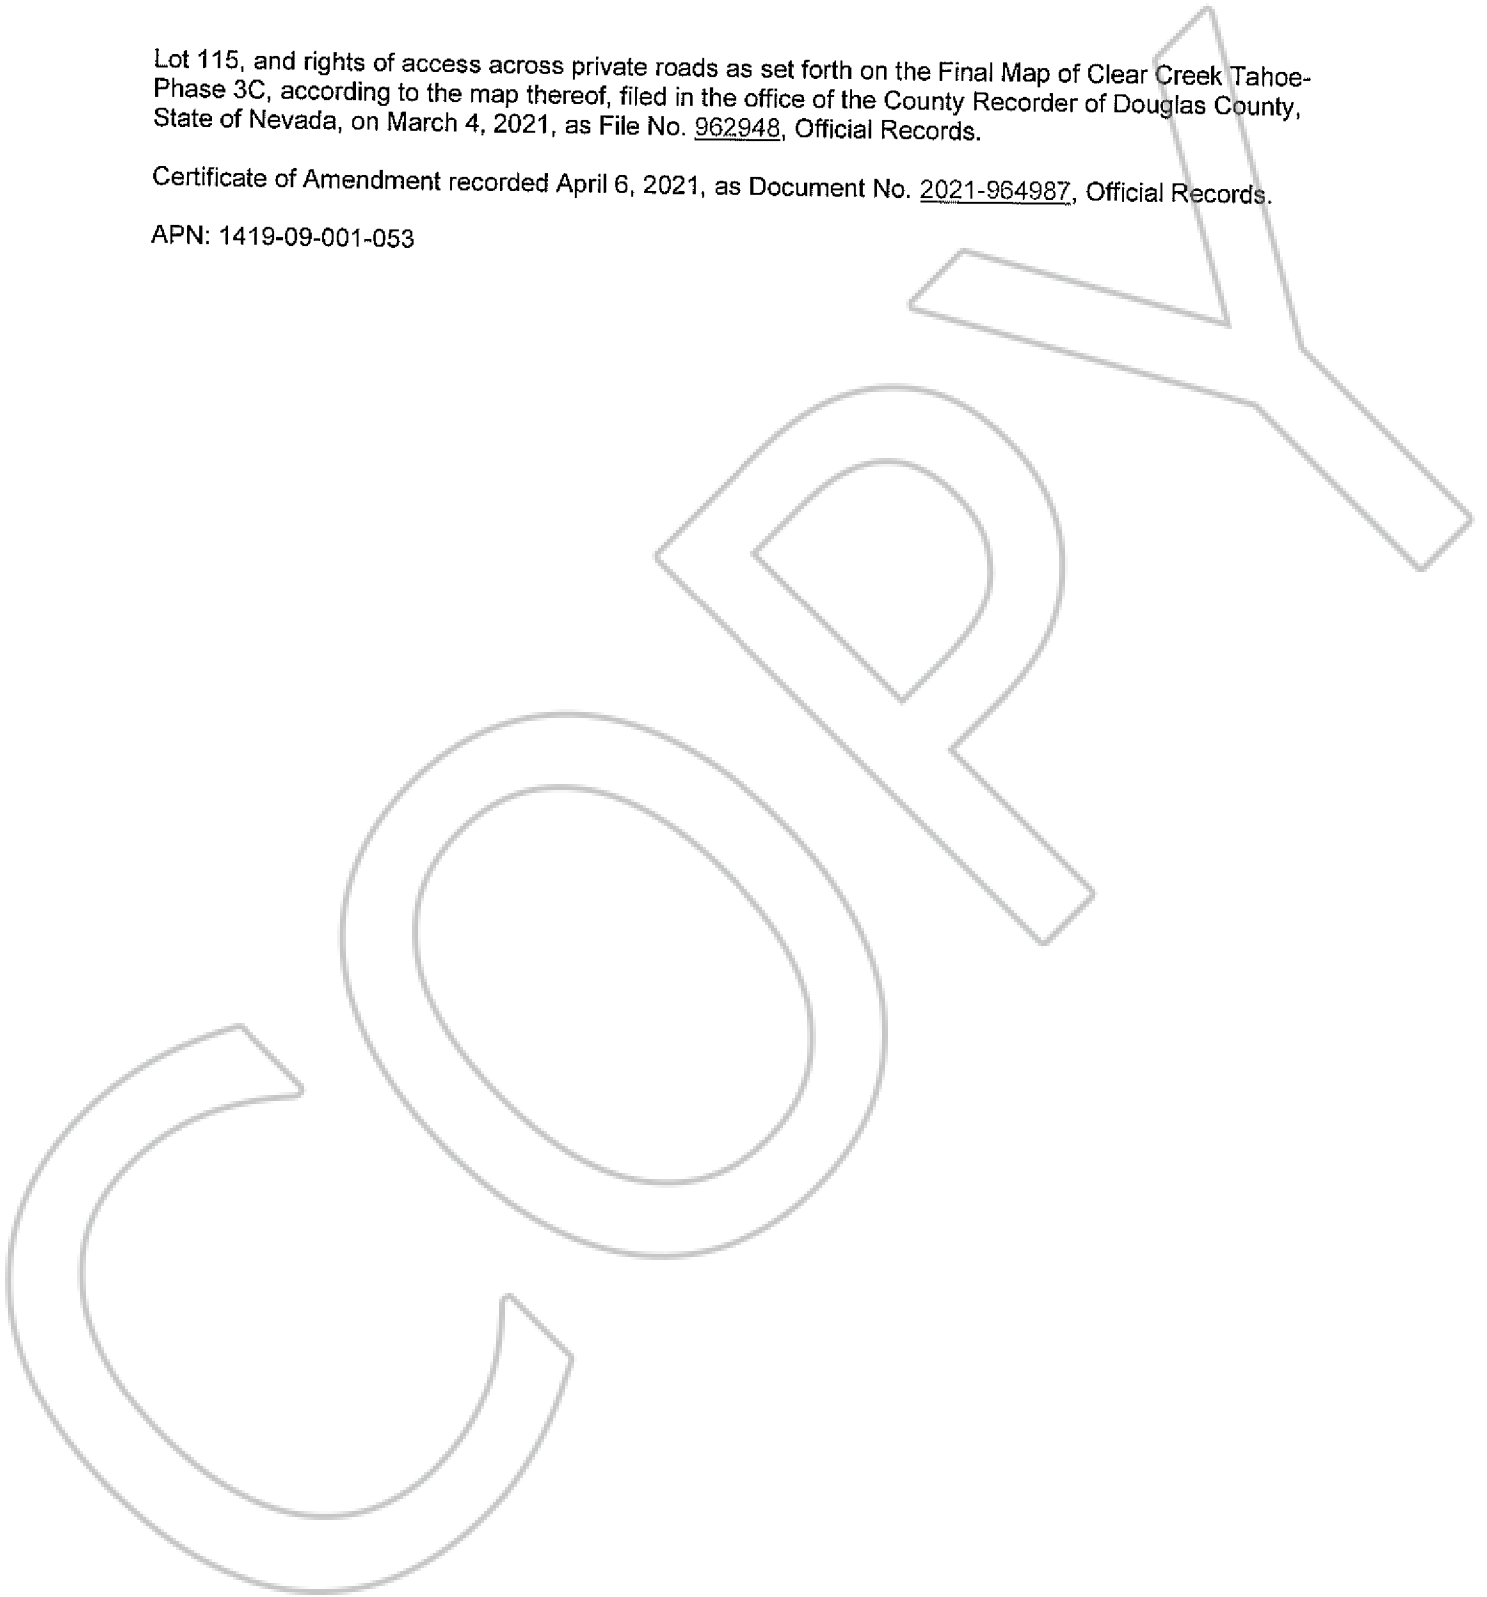 Lot 115, and rights of access across private roads as set forth on the Final Map of Clear Creek Tahoe-
Phase 3C, according to the map thereof, filed in the office of the County Recorder of Douglas County,
State of Nevada, on March 4, 2021, as File No. 962948, Official Records.
Certificate of Amendment recorded April 6, 2021, as Document No. 2021-964987, Official Records.
APN: 1419-09-001-053
COPY